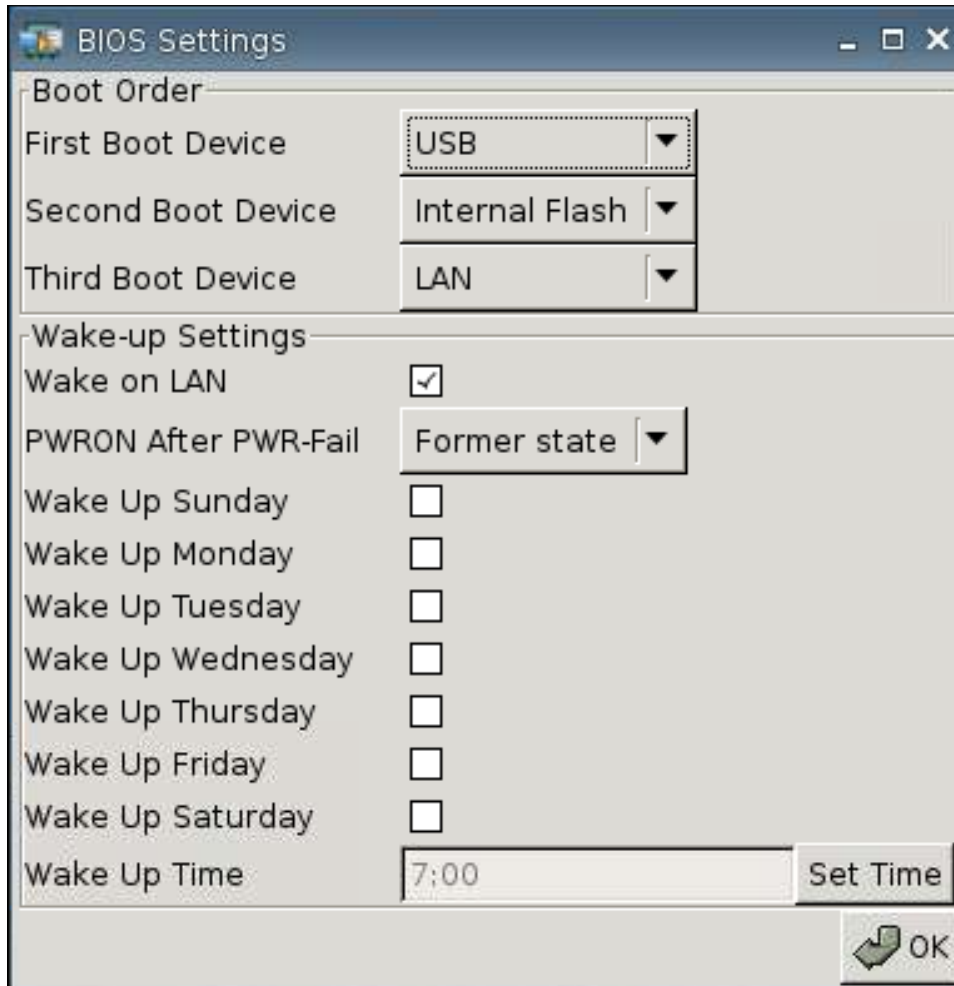 BIOS Settings
Boot Order
First Boot Device USB
Second Boot Device Internal Flash
Third Boot Device LAN
Wake-up Settings
Wake on LAN
PWRON After PWR-Fail Former state
Wake Up Sunday
Wake Up Monday
Wake Up Tuesday
Wake Up Wednesday
Wake Up Thursday
Wake Up Friday
Wake Up Saturday
Wake Up Time 7:00 Set Time
OK